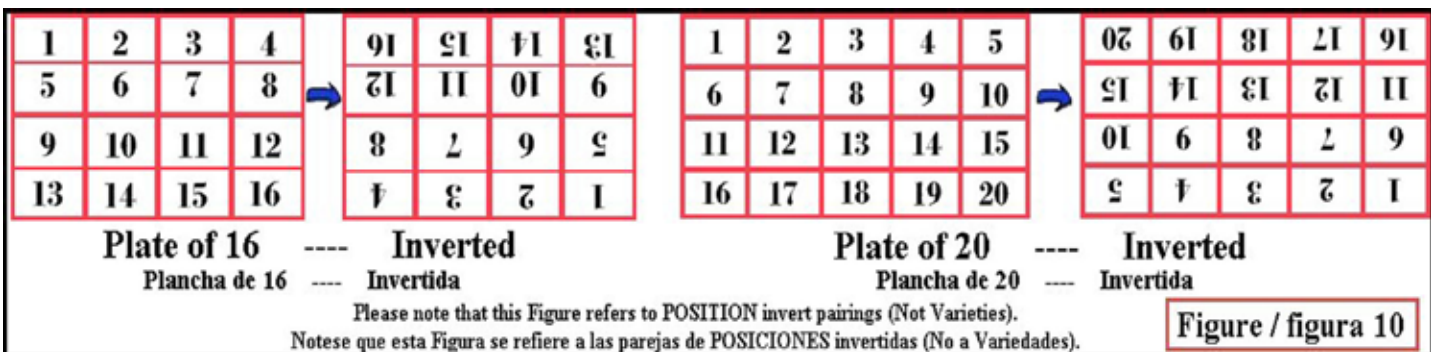 1 2 3 4 16 15 14 13 1 2 3 4 5 20 19 18 17 16
5 6 7 8 12 11 10 9 6 7 8 9 10 15 14 13 12 11
9 10 11 12 8 7 6 5 11 12 13 14 15 10 9 8 7 6
13 14 15 16 4 3 2 1 16 17 18 19 20 5 4 3 2 1
Plate of 16 ---- Inverted Plate of 20 ---- Inverted
Plancha de 16 ---- Invertida Plancha de 20 ---- Invertida
Please note that this Figure refers to POSITION invert pairings (Not Varieties).
Notese que esta Figura se refiere a las parejas de POSICIONES invertidas (No a Variedades).
Figure / figura 10